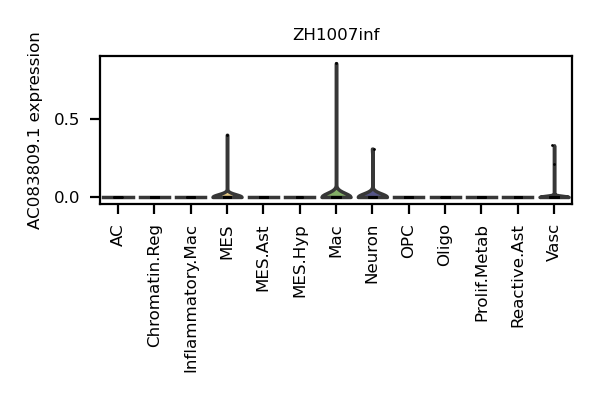 ZH1007inf
AC083809.1 expression
0.5
0.0
AC
Chromatin.Reg
Inflammatory.Mac
MES
MES.Ast
MES.Hyp
Mac
Neuron
OPC
Oligo
Prolif.Metab
Reactive.Ast
Vasc